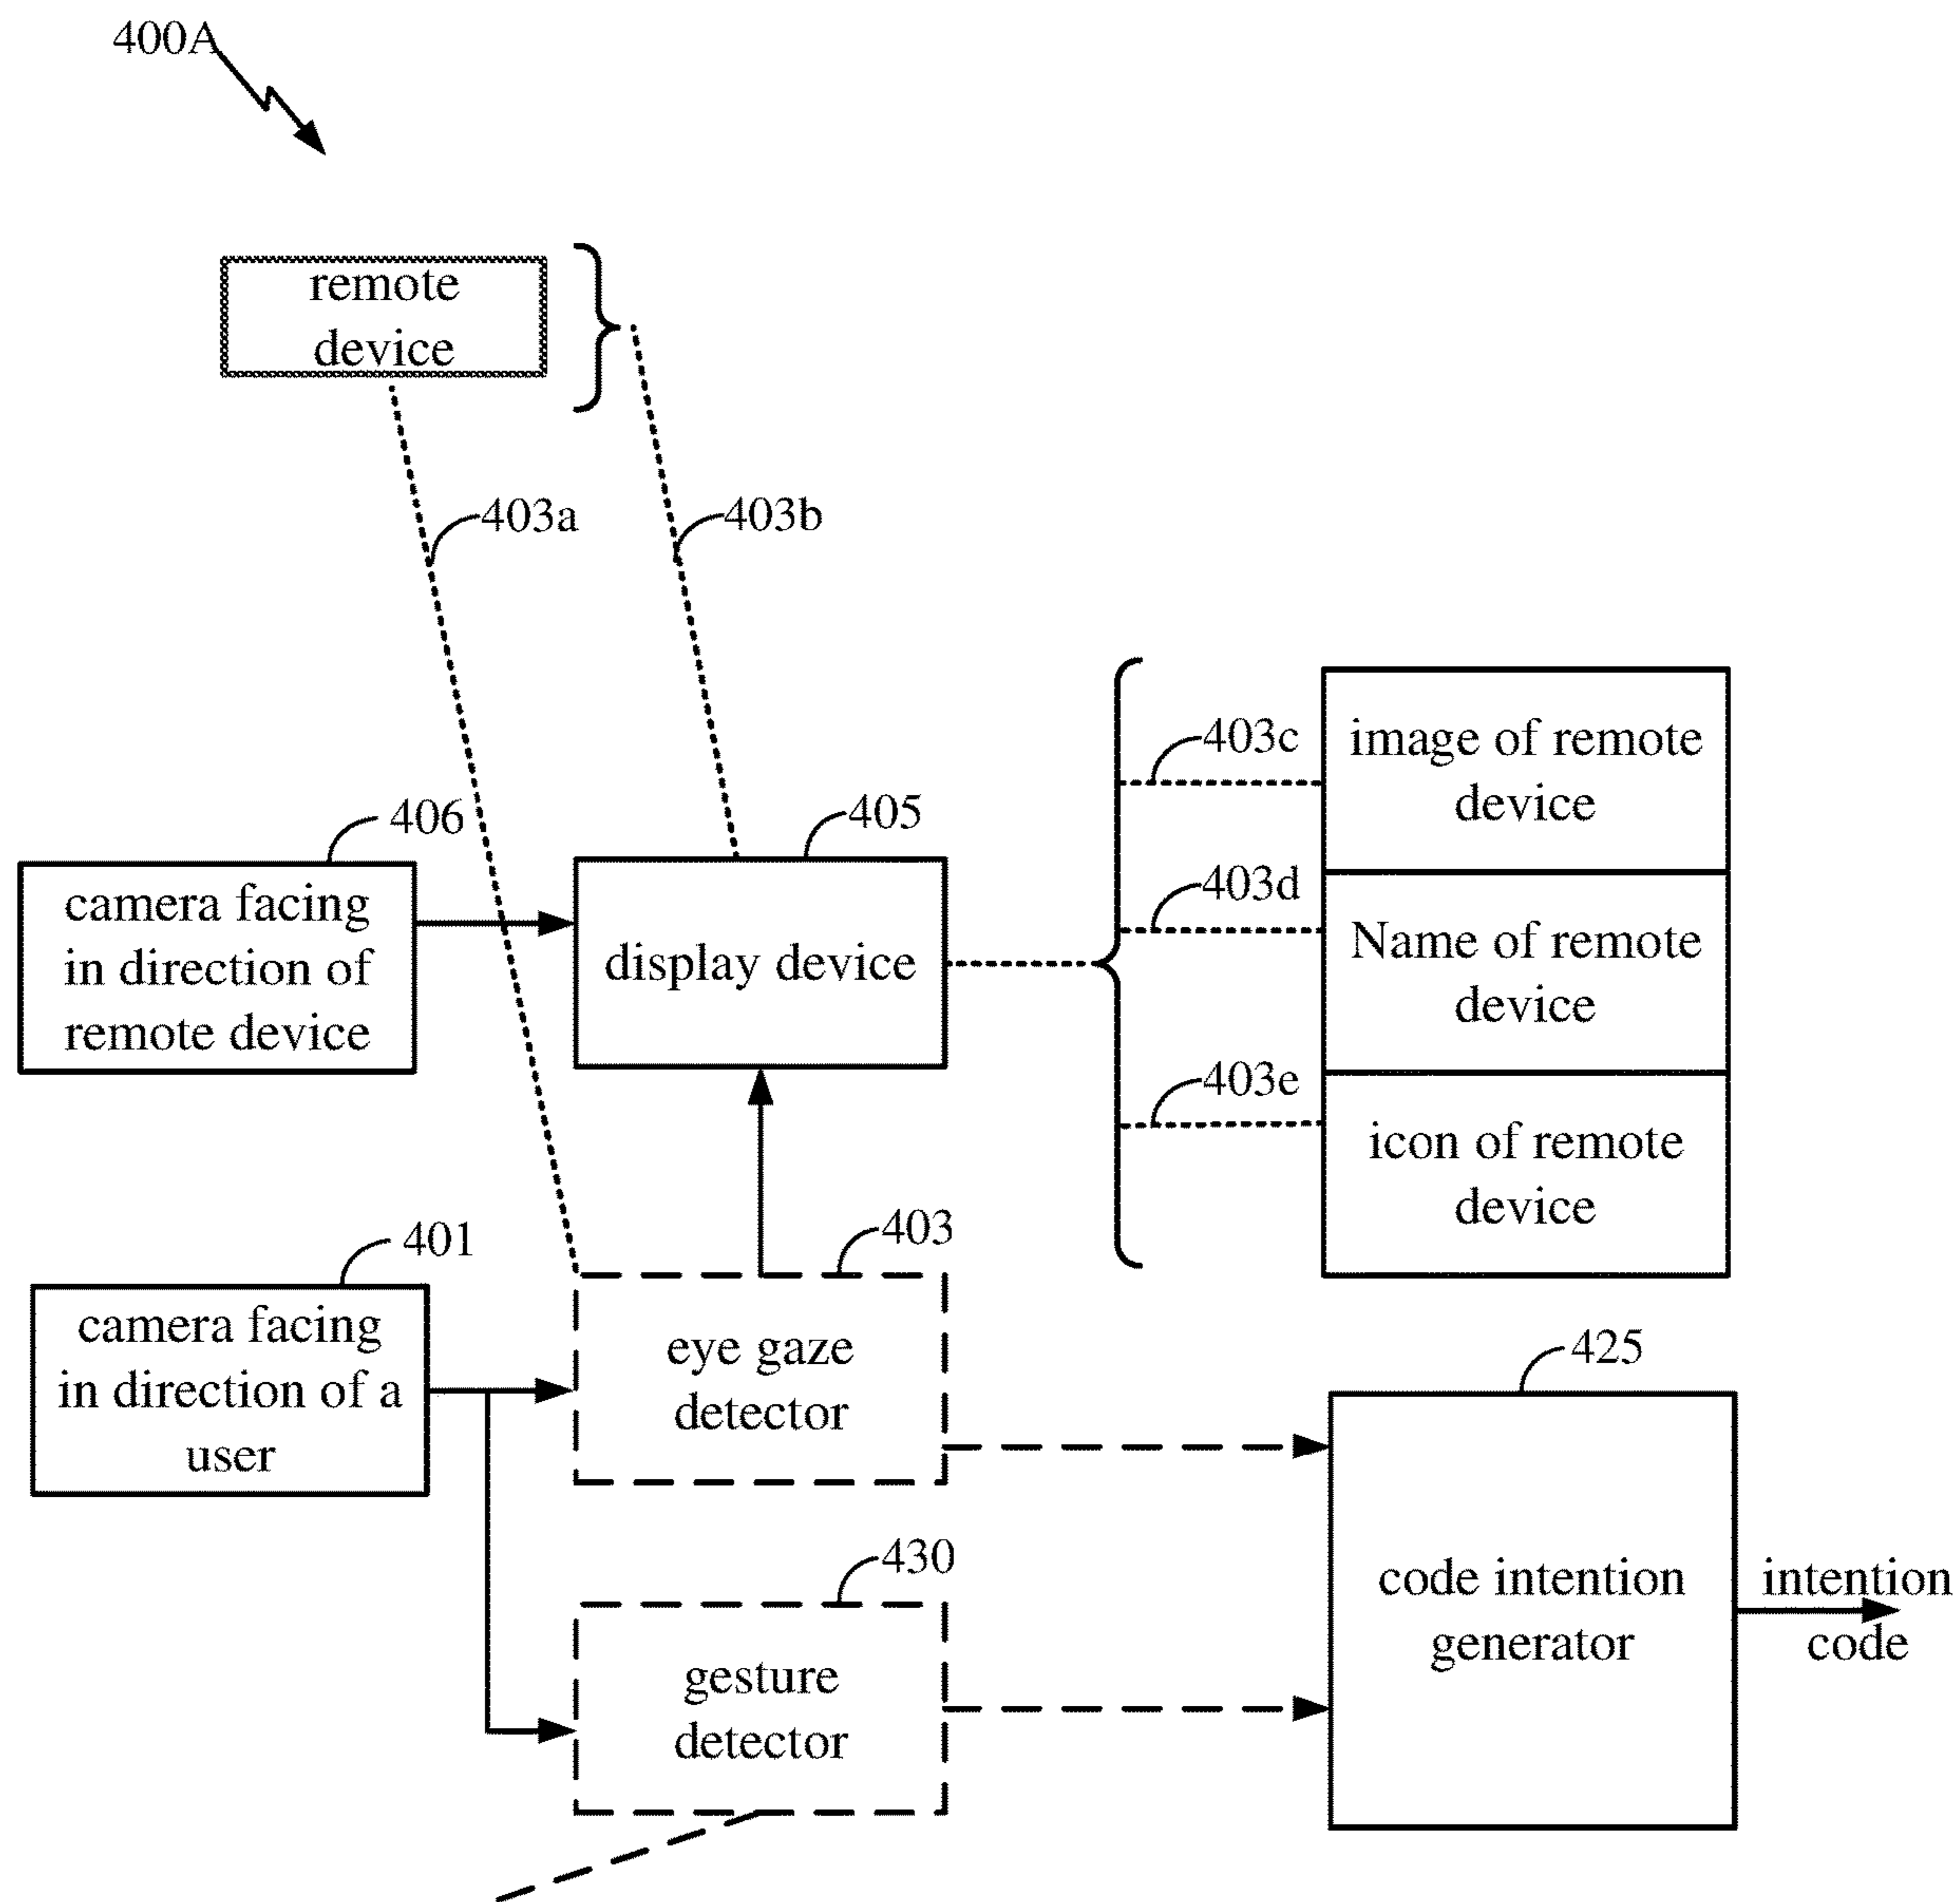 400A
remote
device
403a
403b
403c
image of remote
device
406
405
403d
camera facing
in direction of
remote device
display device
Name of remote
device
403e
icon of remote
device
401
403
camera facing
in direction of a
user
eye gaze
detector
425
430
gesture
detector
code intention
generator
intention
code